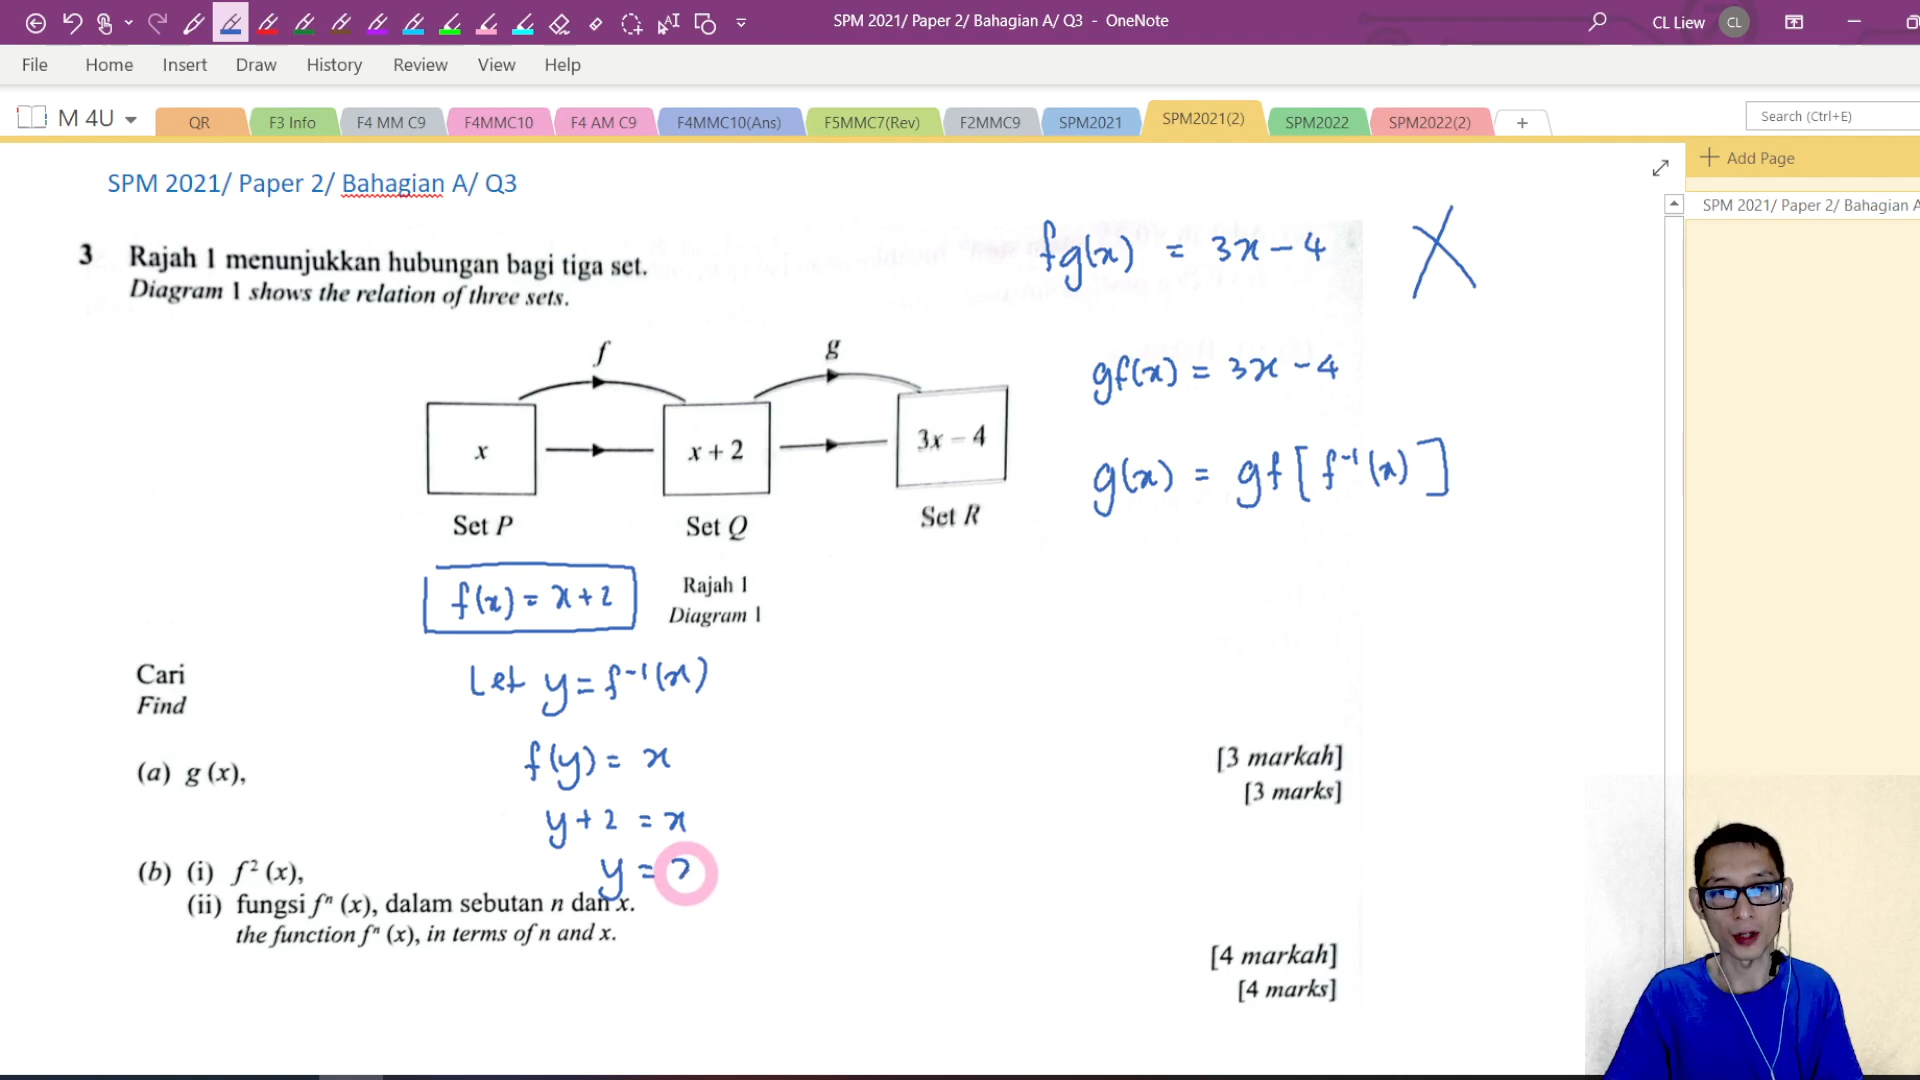 SPM 2021/ Paper 2/ Bahagian A/ Q3 - OneNote
CL Liew
CL
File Home Insert Draw History Review View Help
M 4U
QR
F3 Info
F4 MM C9
F4MMC10
F4 AM C9
F4MMC10(Ans)
F5MMC7(Rev)
F2MMC9
SPM2021
SPM2021(2)
SPM2022
SPM2022(2)
+
Search (Ctrl+E)
Add Page
SPM 2021/ Paper 2/ Bahagian A
SPM 2021/ Paper 2/ Bahagian A/ Q3
3 Rajah 1 menunjukkan hubungan bagi tiga set.
Diagram 1 shows the relation of three sets.
fg(x) = 3x - 4 X
gf(x) = 3x - 4
g(x) = gf[f⁻¹(x)]
f g
x
x + 2
3x - 4
Set P
Set Q
Set R
Rajah 1
Diagram 1
f(x) = x + 2
Let y = f⁻¹(x)
f(y) = x
y + 2 = x
y =
Cari
Find
(a) g (x),
[3 markah]
[3 marks]
(b) (i) f² (x),
(ii) fungsi fⁿ (x), dalam sebutan n dan x.
the function fⁿ (x), in terms of n and x.
[4 markah]
[4 marks]